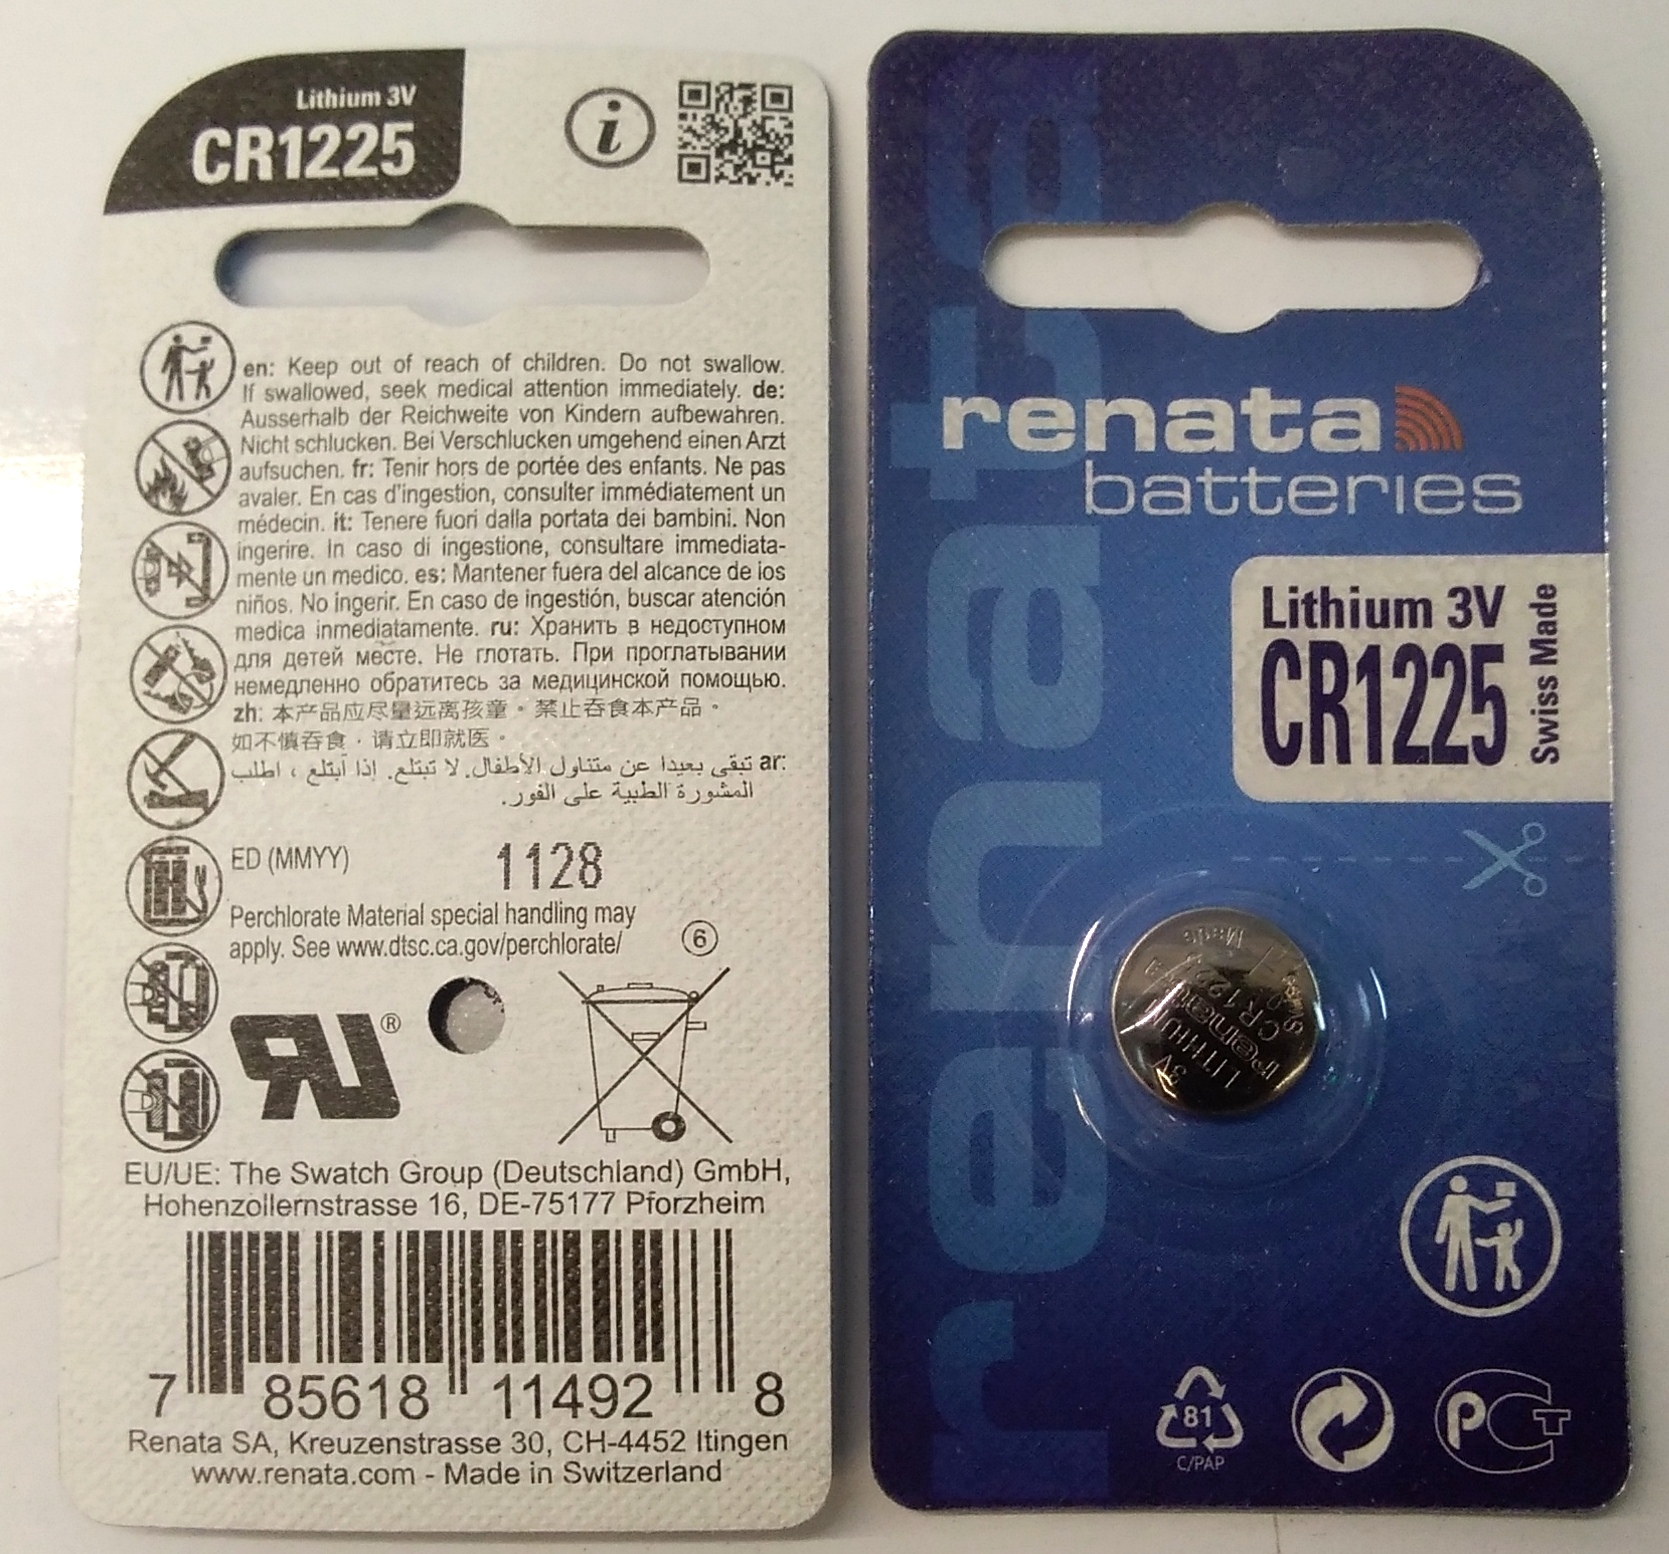 Lithium 3V
CR1225
i
en: Keep out of reach of children. Do not swallow.
If swallowed, seek medical attention immediately. de:
Ausserhalb der Reichweite von Kindern aufbewahren.
Nicht schlucken. Bei Verschlucken umgehend einen Arzt
aufsuchen. fr: Tenir hors de portée des enfants. Ne pas
avaler. En cas d'ingestion, consulter immédiatement un
médecin. it: Tenere fuori dalla portata dei bambini. Non
ingerire. In caso di ingestione, consultare immediata-
mente un medico. es: Mantener fuera del alcance de los
niños. No ingerir. En caso de ingestión, buscar atención
medica inmediatamente. ru: Хранить в недоступном
для детей месте. Не глотать. При проглатывании
немедленно обратитесь за медицинской помощью.
zh: 本产品应尽量远离孩童。禁止吞食本产品。
如不慎吞食，请立即就医。
ar: تبقى بعيدا عن متناول الأطفال. لا تبتلع. إذا أبتلع ، اطلب
المشورة الطبية على الفور.
ED (MMYY) 1128
Perchlorate Material special handling may
apply. See www.dtsc.ca.gov/perchlorate/
6
®
EU/UE: The Swatch Group (Deutschland) GmbH,
Hohenzollernstrasse 16, DE-75177 Pforzheim
7 85618 11492 8
Renata SA, Kreuzenstrasse 30, CH-4452 Itingen
www.renata.com - Made in Switzerland
renata
renata
batteries
Lithium 3V
CR1225
Swiss Made
3V
LITHIUM
renata
Swiss Made
81
C/PAP
PCT